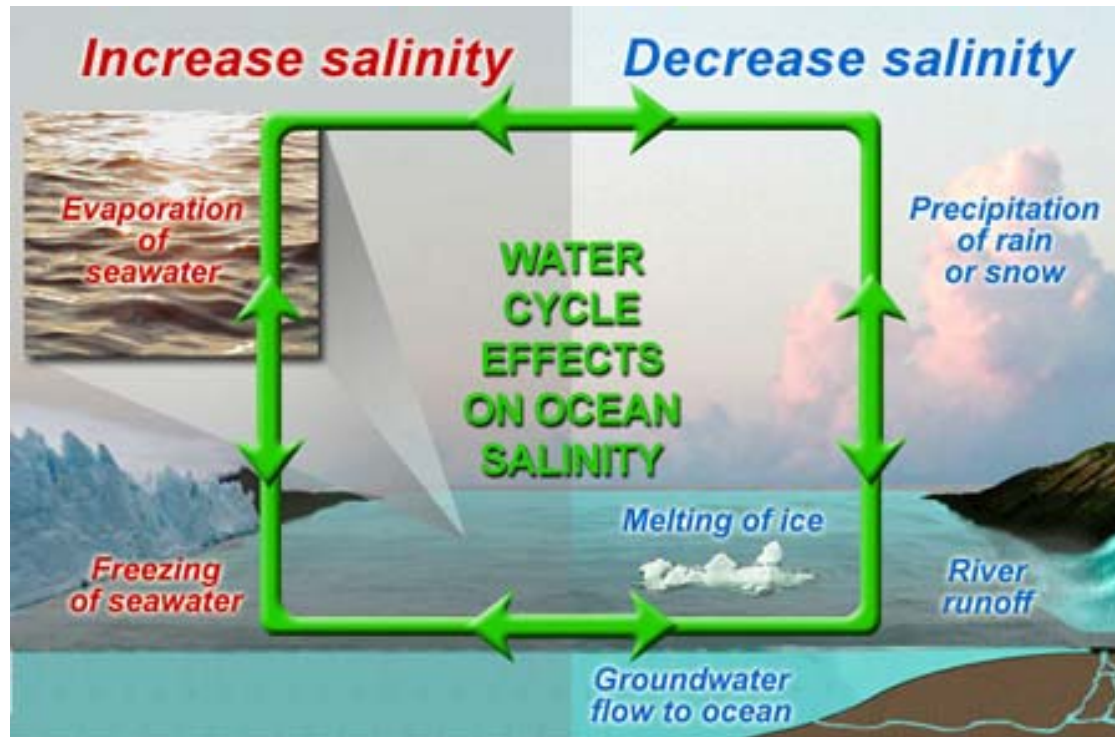 Increase salinity
Decrease salinity
Evaporation
of
seawater
Precipitation
of rain
or snow
WATER
CYCLE
EFFECTS
ON OCEAN
SALINITY
Melting of ice
Freezing
of seawater
River
runoff
Groundwater
flow to ocean